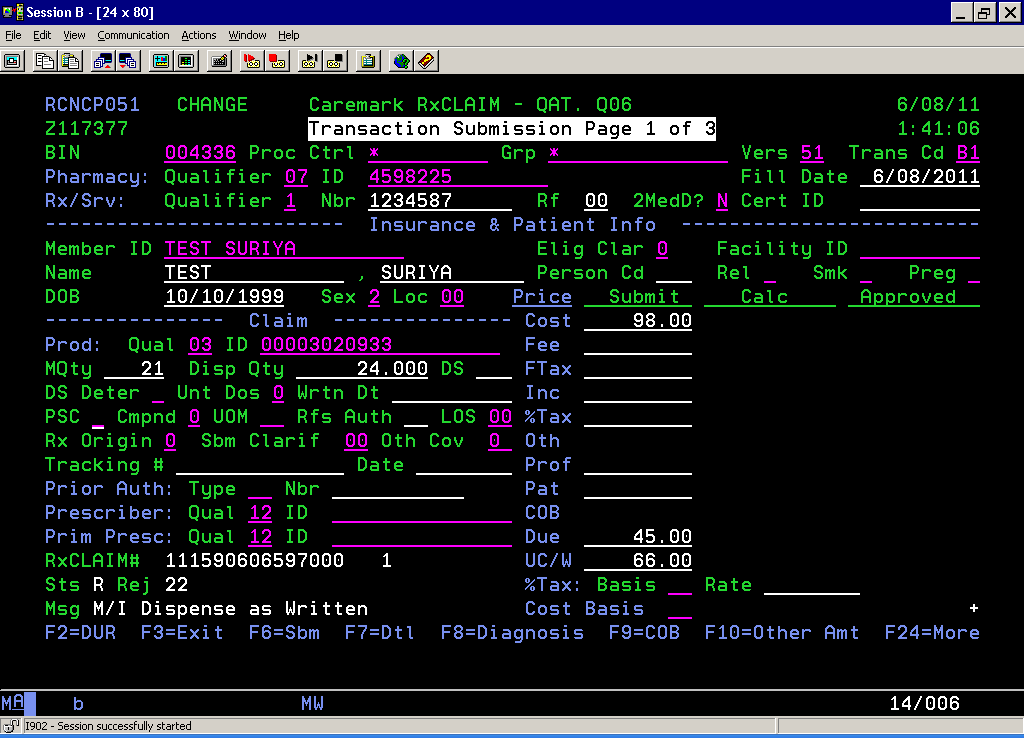 Session B - [24 x 80]
File Edit View Communication Actions Window Help
RCNCP051 CHANGE Caremark RxCLAIM - QAT. Q06 6/08/11
Z117377 Transaction Submission Page 1 of 3 1:41:06
BIN 004336 Proc Ctrl * Grp * Vers 51 Trans Cd B1
Pharmacy: Qualifier 07 ID 4598225 Fill Date 6/08/2011
Rx/Srv: Qualifier 1 Nbr 1234587 Rf 00 2MedD? N Cert ID
------------------------- Insurance & Patient Info -------------------------
Member ID TEST SURIYA Elig Clar 0 Facility ID
Name TEST , SURIYA Person Cd Rel Smk Preg
DOB 10/10/1999 Sex 2 Loc 00 Price Submit Calc Approved
--------------- Claim --------------- Cost 98.00
Prod: Qual 03 ID 00003020933 Fee
MQty 21 Disp Qty 24.000 DS FTax
DS Deter Unt Dos 0 Wrtn Dt Inc
PSC Cmpnd 0 UOM Rfs Auth LOS 00 %Tax
Rx Origin 0 Sbm Clarif 00 Oth Cov 0 Oth
Tracking # Date Prof
Prior Auth: Type Nbr Pat
Prescriber: Qual 12 ID COB
Prim Presc: Qual 12 ID Due 45.00
RxCLAIM# 111590606597000 1 UC/W 66.00
Sts R Rej 22 %Tax: Basis Rate
Msg M/I Dispense as Written Cost Basis +
F2=DUR F3=Exit F6=Sbm F7=Dtl F8=Diagnosis F9=COB F10=Other Amt F24=More
MA b MW 14/006
I902 - Session successfully started